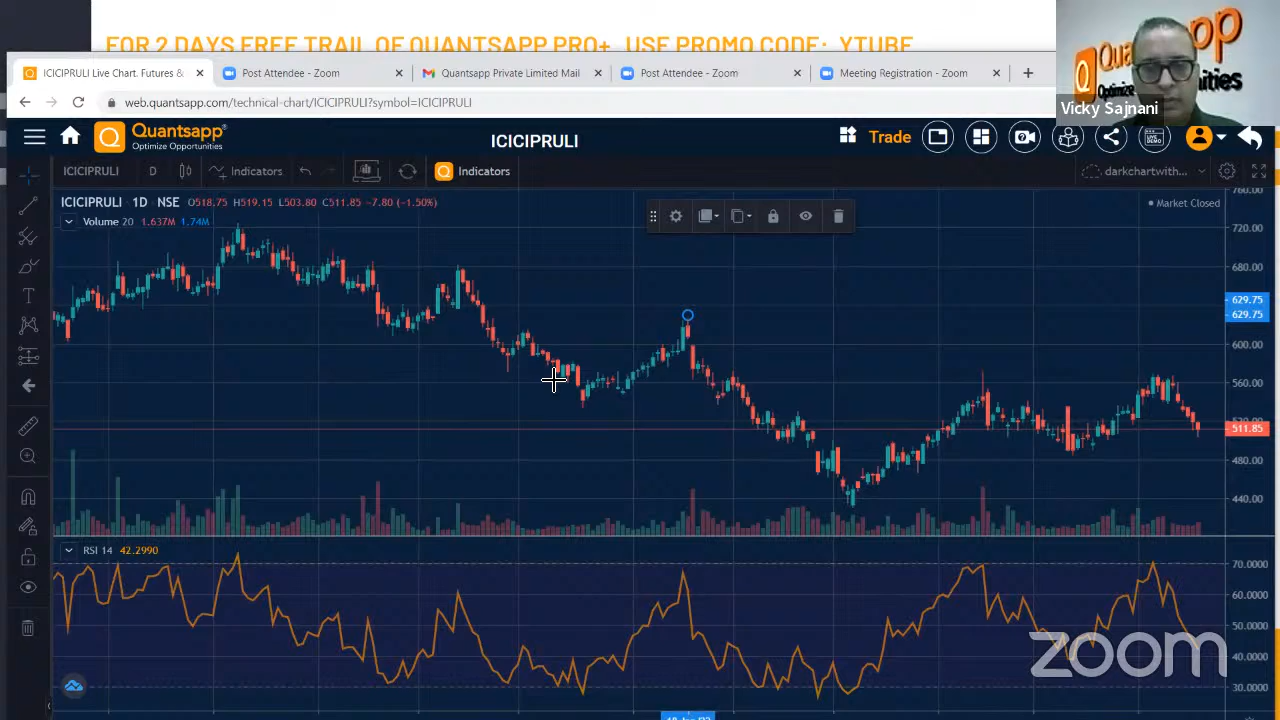 FOR 2 DAYS FREE TRAIL OF QUANTSAPP PRO+ USE PROMO CODE: YTUBE
ICICIPRULI Live Chart. Futures &
Post Attendee - Zoom
Quantsapp Private Limited Mail
Post Attendee - Zoom
Meeting Registration - Zoom
web.quantsapp.com/technical-chart/ICICIPRULI?symbol=ICICIPRULI
Vicky Sajnani
Quantsapp
Optimize Opportunities
ICICIPRULI
Trade
ICICIPRULI
D
Indicators
Indicators
darkchartwith...
ICICIPRULI · 1D · NSE O518.75 H519.15 L503.80 C511.85 -7.80 (-1.50%)
Market Closed
Volume 20 1.637M 1.74M
760.00
720.00
680.00
629.75
629.75
600.00
560.00
520.00
511.85
480.00
440.00
RSI 14 42.2990
70.0000
60.0000
50.0000
40.0000
30.0000
zoom